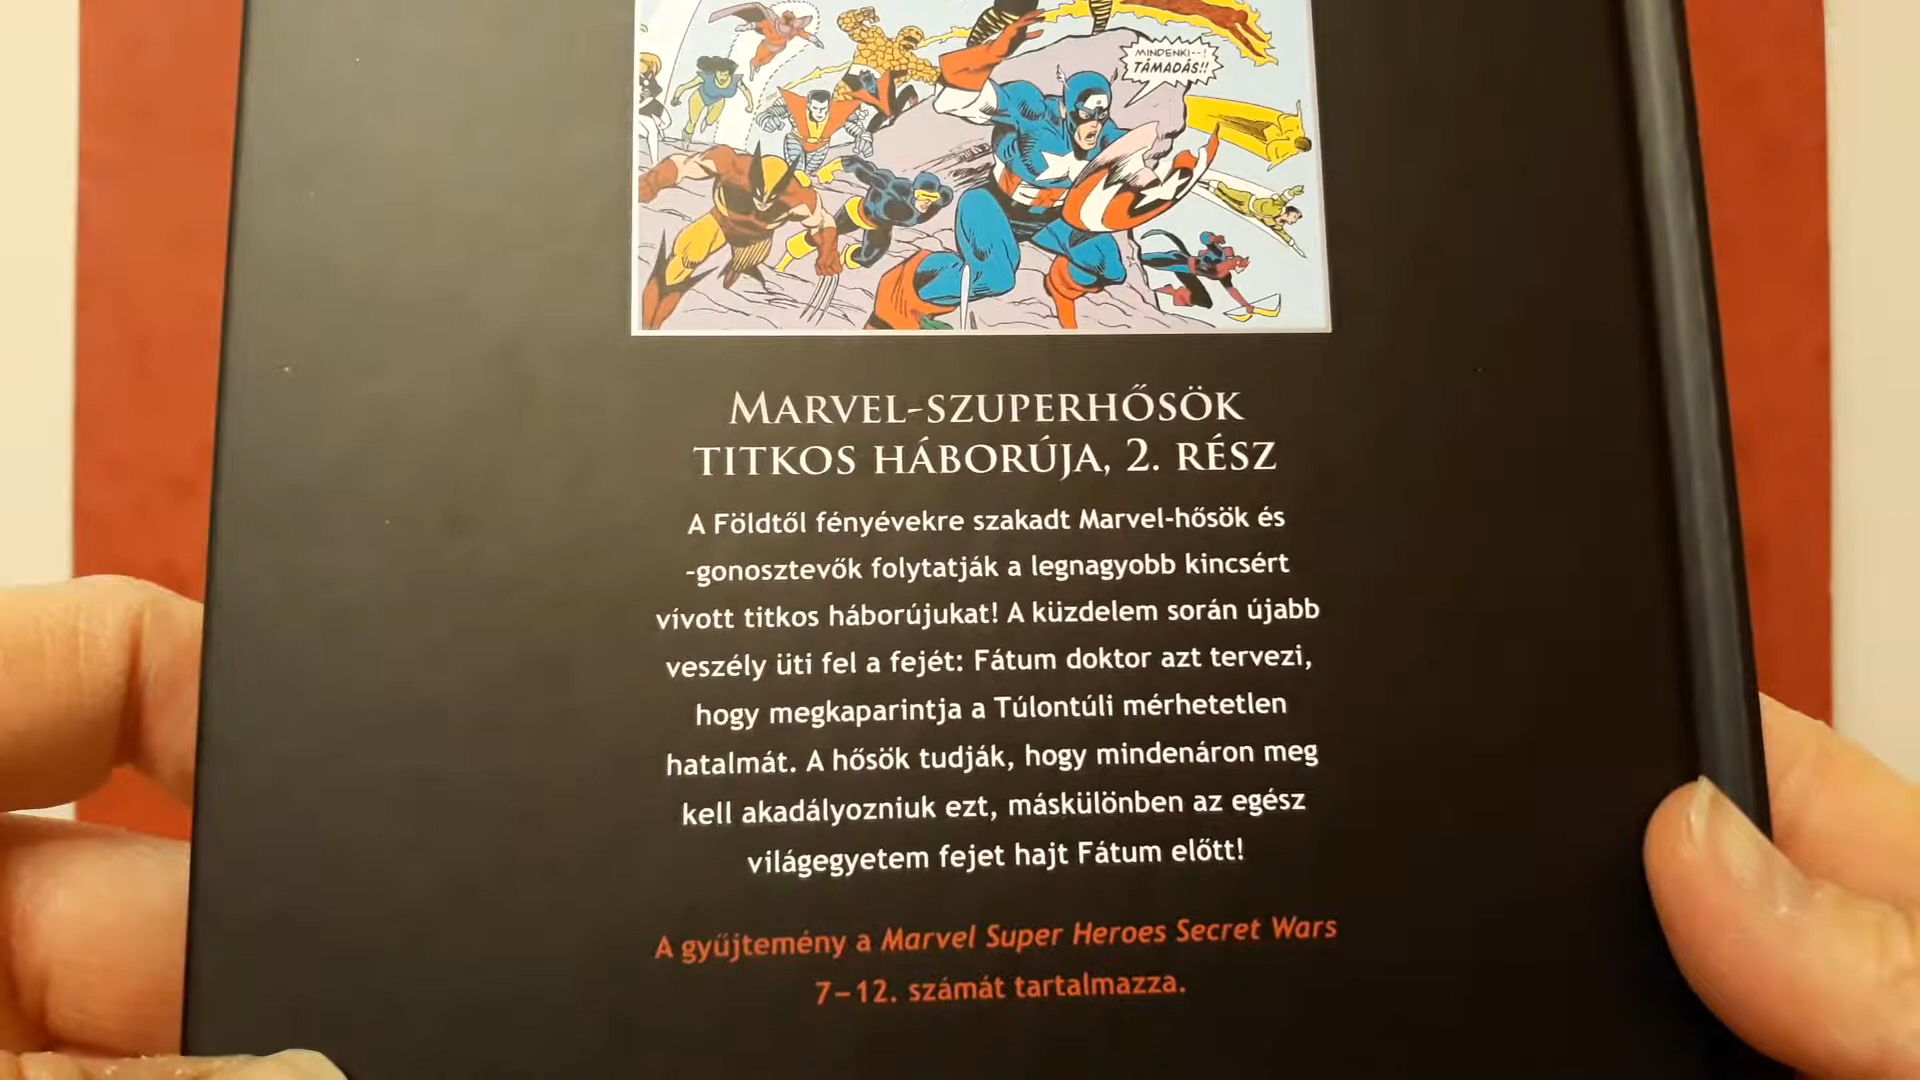 MINDENKI--!
TÁMADÁS!!
MARVEL-SZUPERHŐSÖK
TITKOS HÁBORÚJA, 2. RÉSZ
A Földtől fényévekre szakadt Marvel-hősök és
-gonosztevők folytatják a legnagyobb kincsért
vívott titkos háborújukat! A küzdelem során újabb
veszély üti fel a fejét: Fátum doktor azt tervezi,
hogy megkaparintja a Túlontúli mérhetetlen
hatalmát. A hősök tudják, hogy mindenáron meg
kell akadályozniuk ezt, máskülönben az egész
világegyetem fejet hajt Fátum előtt!
A gyűjtemény a Marvel Super Heroes Secret Wars
7–12. számát tartalmazza.